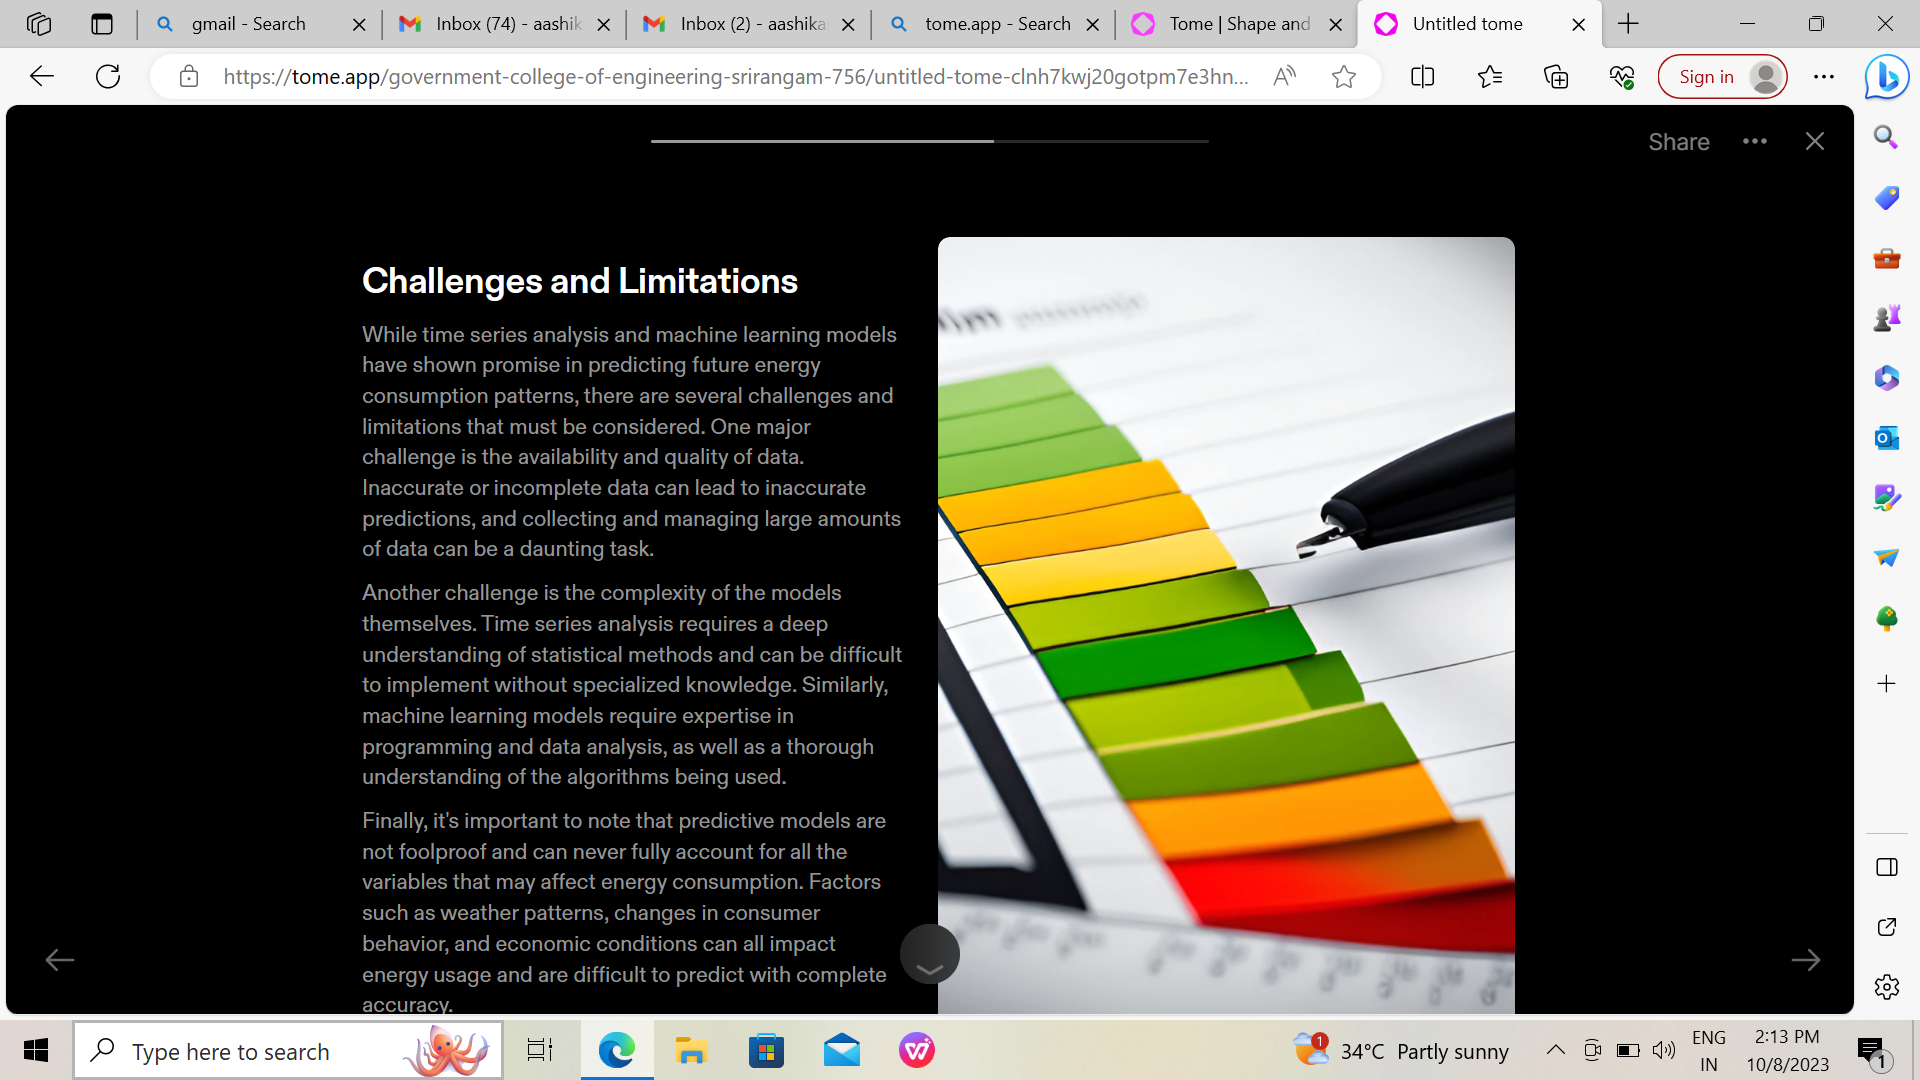 gmail - Search
Inbox (74) - aashik
Inbox (2) - aashika
tome.app - Search
Tome | Shape and
Untitled tome
https://tome.app/government-college-of-engineering-srirangam-756/untitled-tome-clnh7kwj20gotpm7e3hn...
Sign in
Share
Challenges and Limitations
While time series analysis and machine learning models
have shown promise in predicting future energy
consumption patterns, there are several challenges and
limitations that must be considered. One major
challenge is the availability and quality of data.
Inaccurate or incomplete data can lead to inaccurate
predictions, and collecting and managing large amounts
of data can be a daunting task.
Another challenge is the complexity of the models
themselves. Time series analysis requires a deep
understanding of statistical methods and can be difficult
to implement without specialized knowledge. Similarly,
machine learning models require expertise in
programming and data analysis, as well as a thorough
understanding of the algorithms being used.
Finally, it's important to note that predictive models are
not foolproof and can never fully account for all the
variables that may affect energy consumption. Factors
such as weather patterns, changes in consumer
behavior, and economic conditions can all impact
energy usage and are difficult to predict with complete
accuracy.
Type here to search
1
34°C Partly sunny
ENG
IN
2:13 PM
10/8/2023
1